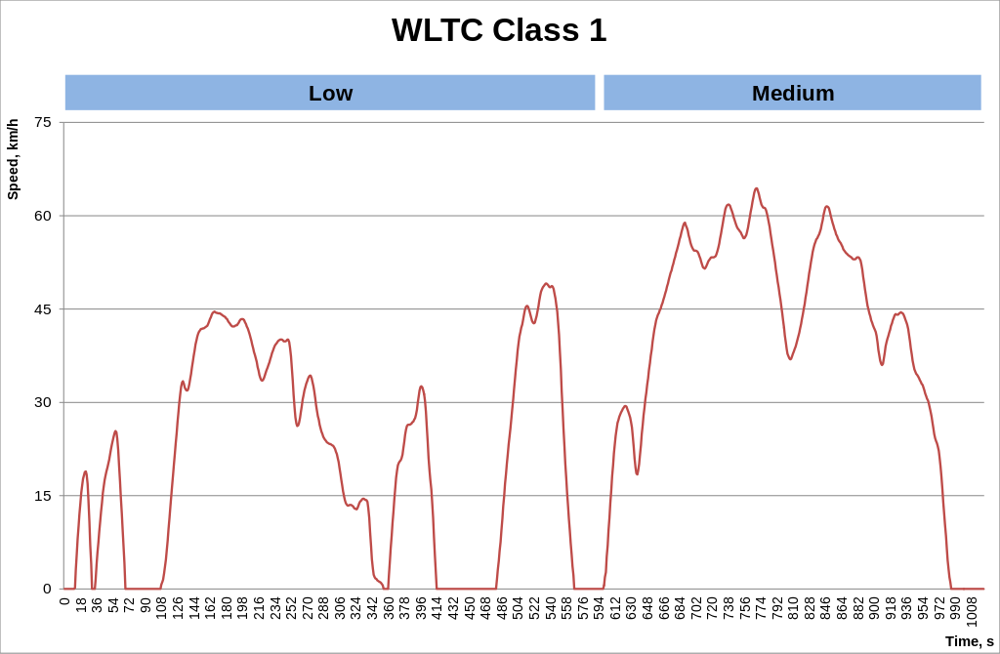 WLTC Class 1
Low Medium
Speed, km/h
75
60
45
30
15
0
0 18 36 54 72 90 108 126 144 162 180 198 216 234 252 270 288 306 324 342 360 378 396 414 432 450 468 486 504 522 540 558 576 594 612 630 648 666 684 702 720 738 756 774 792 810 828 846 864 882 900 918 936 954 972 990 1008
Time, s